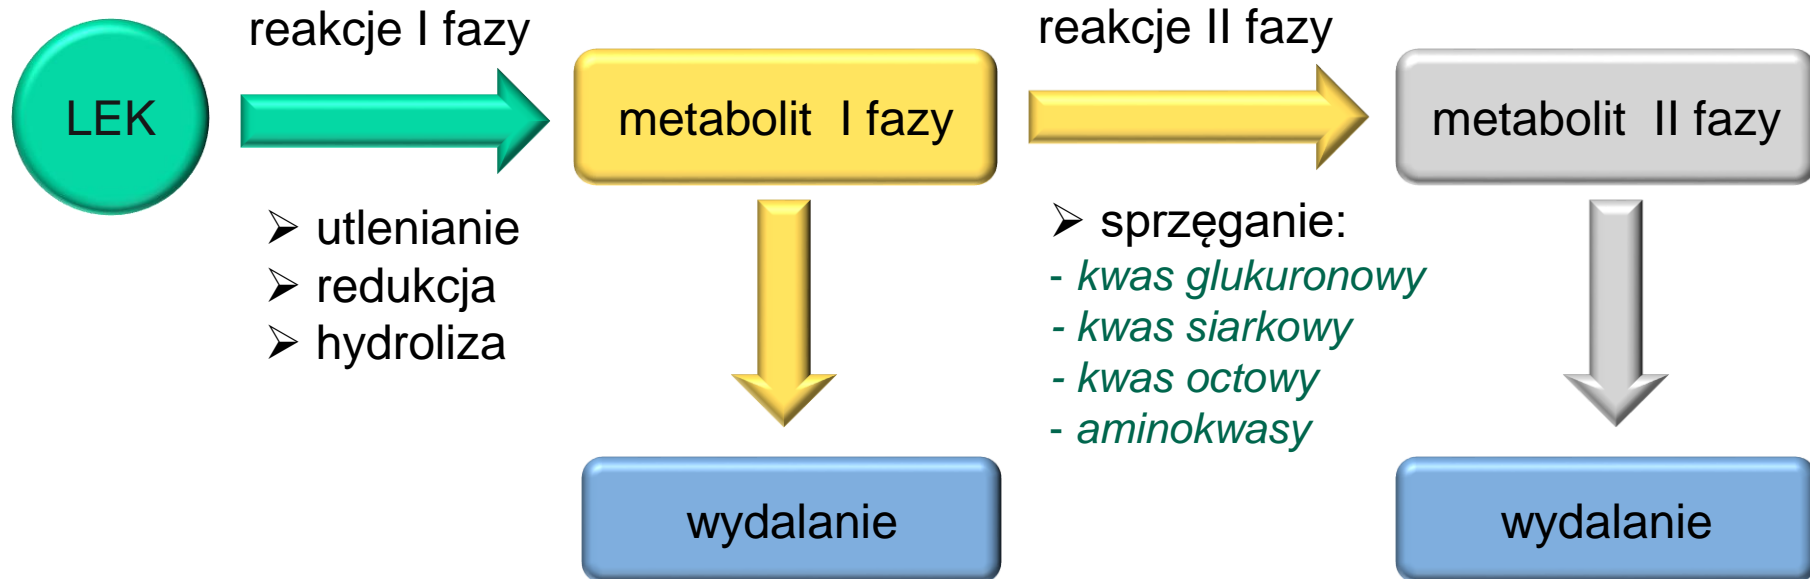 reakcje I fazy
reakcje II fazy
LEK
metabolit I fazy
metabolit II fazy
➢ utlenianie
➢ redukcja
➢ hydroliza
➢ sprzęganie:
- kwas glukuronowy
- kwas siarkowy
- kwas octowy
- aminokwasy
wydalanie
wydalanie